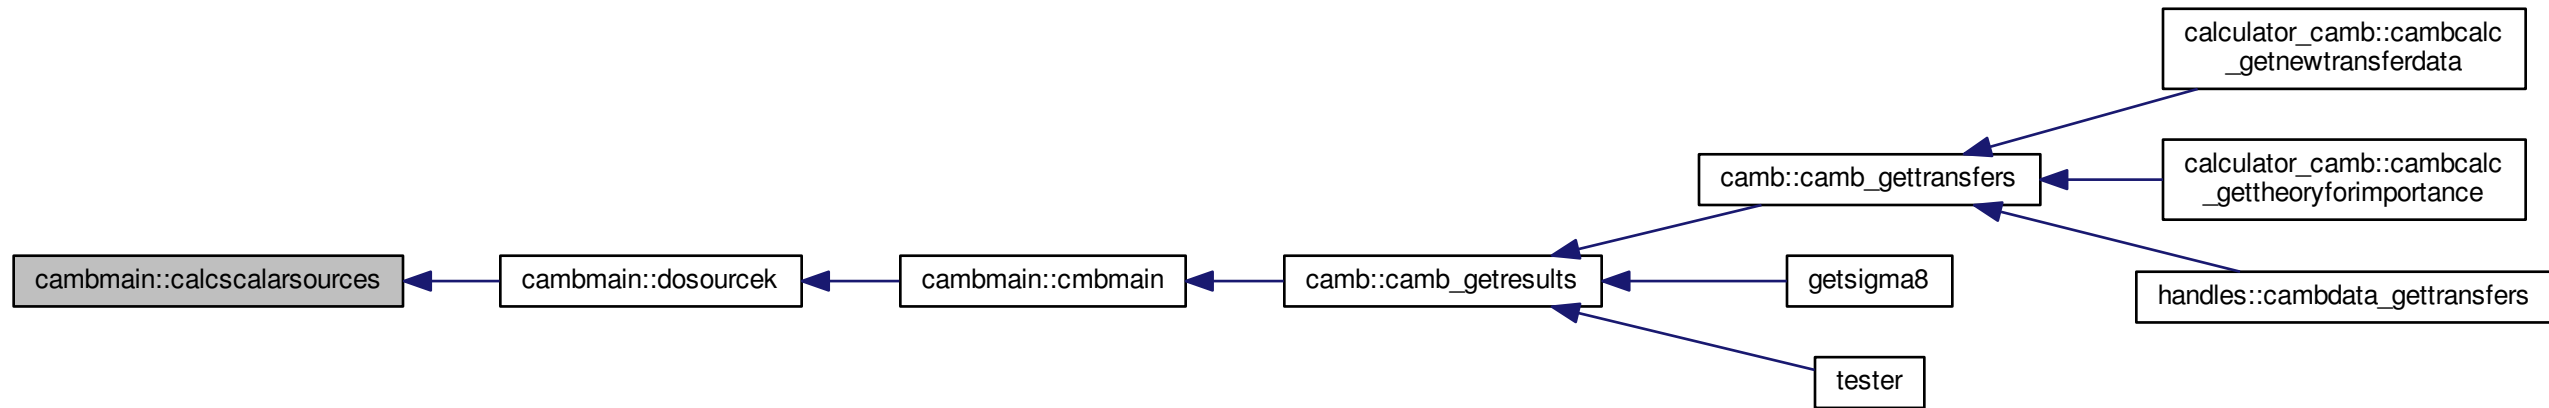 calculator_camb::cambcalc
_getnewtransferdata
calculator_camb::cambcalc
_gettheoryforimportance
camb::camb_gettransfers
cambmain::calcscalarsources
cambmain::dosourcek
cambmain::cmbmain
camb::camb_getresults
getsigma8
handles::cambdata_gettransfers
tester